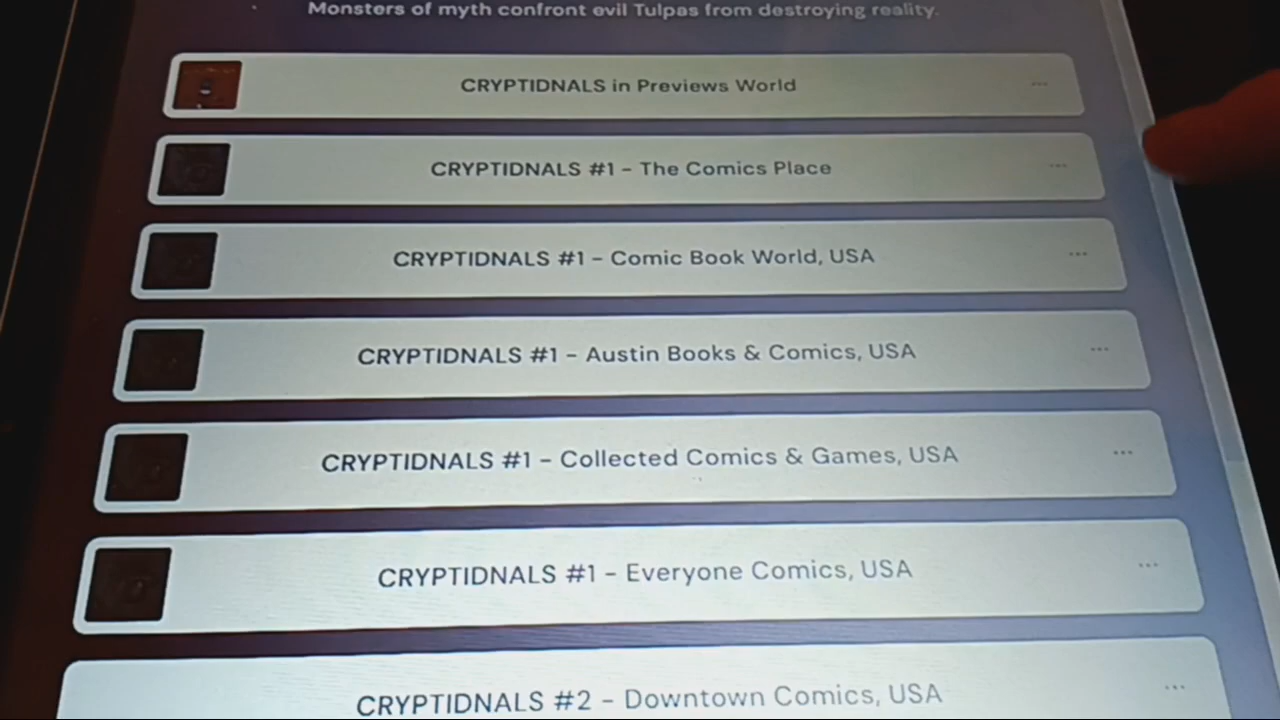 Monsters of myth confront evil Tulpas from destroying reality.
CRYPTIDNALS in Previews World
CRYPTIDNALS #1 - The Comics Place
CRYPTIDNALS #1 - Comic Book World, USA
CRYPTIDNALS #1 - Austin Books & Comics, USA
CRYPTIDNALS #1 - Collected Comics & Games, USA
CRYPTIDNALS #1 - Everyone Comics, USA
CRYPTIDNALS #2 - Downtown Comics, USA